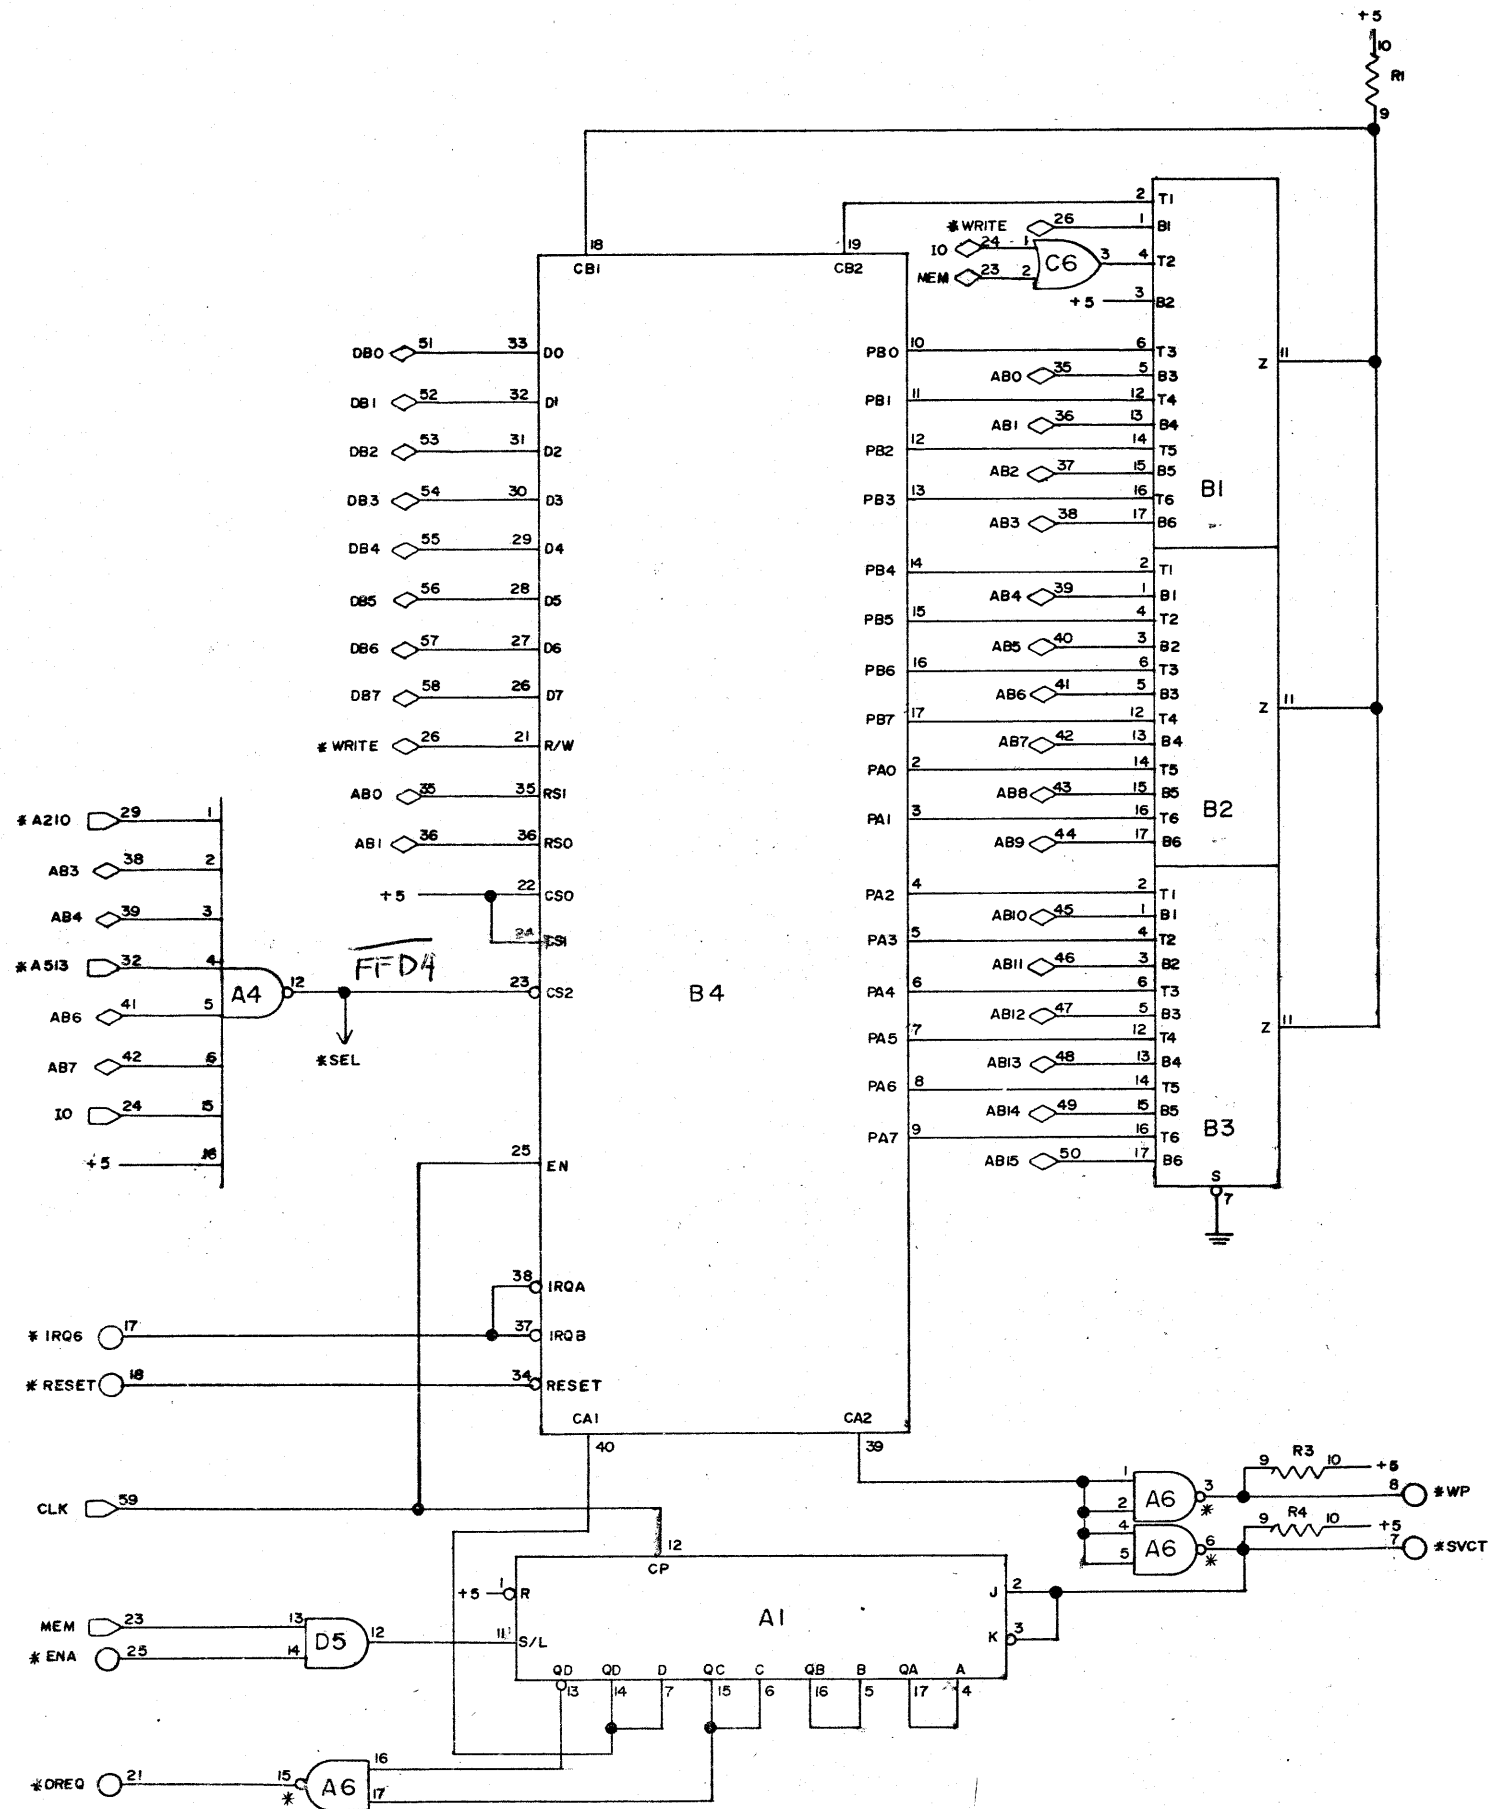 +5
10
R1
9
2 T1
*WRITE 26 1 B1
IO 24 1 C6 3 4 T2
MEM 23 2
+5 3 B2
18 19
CB1 CB2
DB0 51 33 D0
DB1 52 32 D1
DB2 53 31 D2
DB3 54 30 D3
DB4 55 29 D4
DB5 56 28 D5
DB6 57 27 D6
DB7 58 26 D7
*WRITE 26 21 R/W
AB0 35 35 RS1
AB1 36 36 RS0
+5 22 CS0
24 CS1
FFD4
23 CS2
*SEL
B4
25 EN
38 IRQA
*IRQ6 17 37 IRQB
*RESET 18 34 RESET
CA1 CA2
40 39
*A210 29 1
AB3 38 2
AB4 39 3
*A513 32 4
A4 12
AB6 41 5
AB7 42 6
IO 24 15
+5 16
PB0 10 6 T3
AB0 35 5 B3
PB1 11 12 T4
AB1 36 13 B4
PB2 12 14 T5
AB2 37 15 B5
PB3 13 16 T6
AB3 38 17 B6
Z 11
B1
PB4 14 2 T1
AB4 39 1 B1
PB5 15 4 T2
AB5 40 3 B2
PB6 16 6 T3
AB6 41 5 B3
PB7 17 12 T4
AB7 42 13 B4
PA0 2 14 T5
AB8 43 15 B5
PA1 3 16 T6
AB9 44 17 B6
Z 11
B2
PA2 4 2 T1
AB10 45 1 B1
PA3 5 4 T2
AB11 46 3 B2
PA4 6 6 T3
AB12 47 5 B3
PA5 7 12 T4
AB13 48 13 B4
PA6 8 14 T5
AB14 49 15 B5
PA7 9 16 T6
AB15 50 17 B6
Z 11
B3
S
7
R3
9 10 +5
1 2 A6 3 * 8 *WP
R4
9 10 +5
4 5 A6 6 * 7 *SVCT
CLK 59
12
CP
+5 1 R
J 2
A1
K 3
MEM 23 13
D5 12 11 S/L
*ENA 25 14
QD QD D QC C QB B QA A
13 14 7 15 6 16 5 17 4
*DREQ 21 15 * A6 16
17